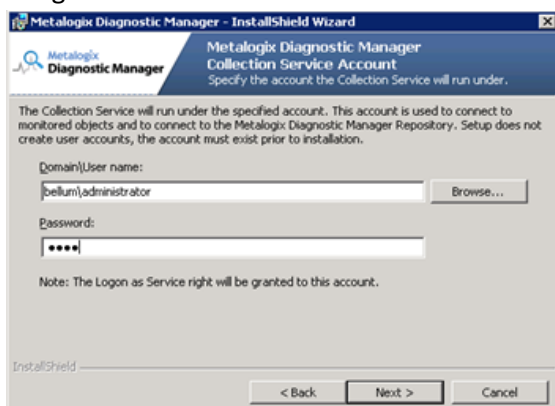 Metalogix Diagnostic Manager - InstallShield Wizard
Metalogix
Diagnostic Manager
Metalogix Diagnostic Manager
Collection Service Account
Specify the account the Collection Service will run under.
The Collection Service will run under the specified account. This account is used to connect to
monitored objects and to connect to the Metalogix Diagnostic Manager Repository. Setup does not
create user accounts, the account must exist prior to installation.
Domain\User name:
bellum\administrator
Browse...
Password:
••••
Note: The Logon as Service right will be granted to this account.
InstallShield
< Back
Next >
Cancel